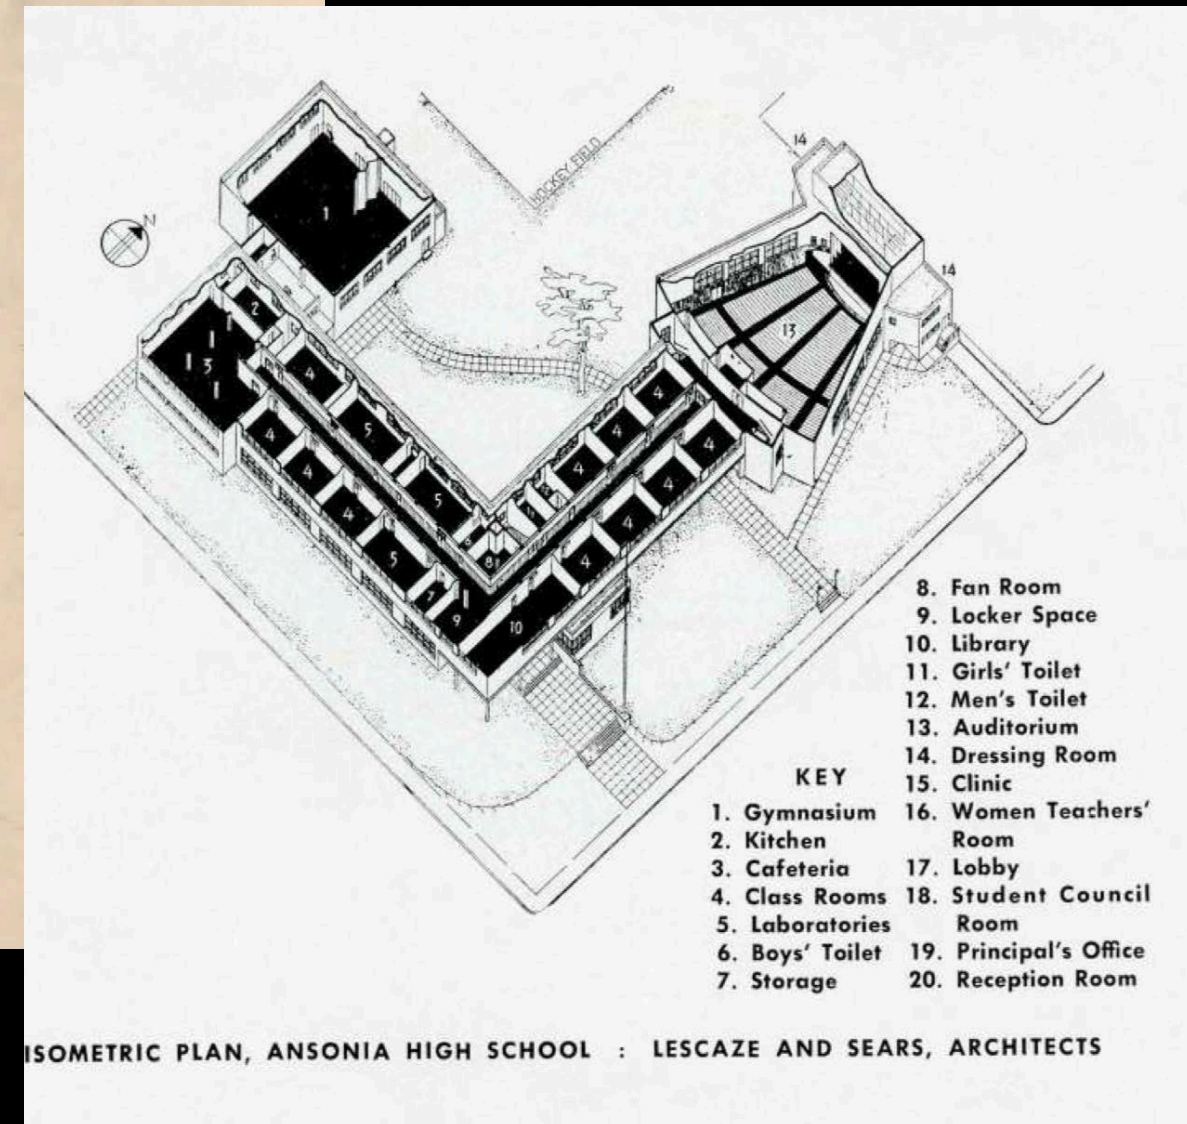 14
N
HOCKEY FIELD
1
14
2
13
3
4
4
5
4
4
4
5
4
4
4
4
4
5
8
4
7
9
10
8. Fan Room
9. Locker Space
10. Library
11. Girls' Toilet
12. Men's Toilet
13. Auditorium
14. Dressing Room
KEY
15. Clinic
1. Gymnasium
16. Women Teachers'
Room
2. Kitchen
3. Cafeteria
17. Lobby
4. Class Rooms
18. Student Council
Room
5. Laboratories
6. Boys' Toilet
19. Principal's Office
7. Storage
20. Reception Room
ISOMETRIC PLAN, ANSONIA HIGH SCHOOL : LESCAZE AND SEARS, ARCHITECTS